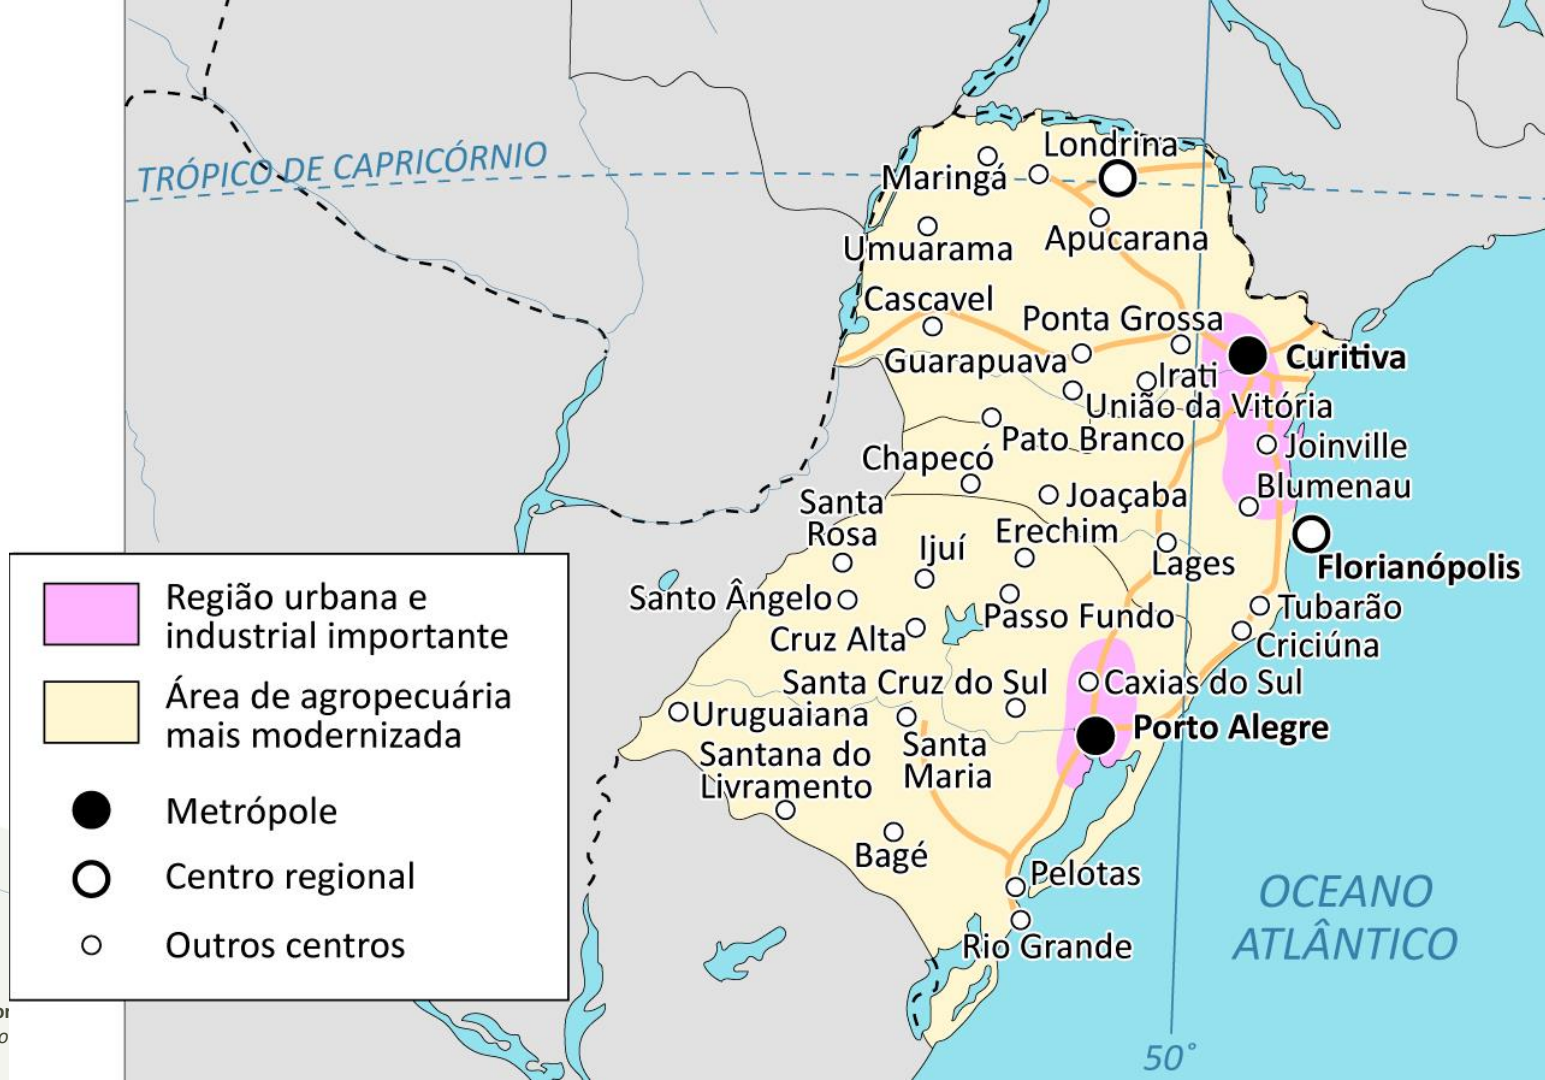 TRÓPICO DE CAPRICÓRNIO
Londrina
Maringá
Umuarama
Apucarana
Cascavel
Ponta Grossa
Guarapuava
Curitiva
Irati
União da Vitória
Pato Branco
Joinville
Chapecó
Blumenau
Joaçaba
Santa
Rosa
Erechim
Ijuí
Lages
Florianópolis
Santo Ângelo
Passo Fundo
Tubarão
Cruz Alta
Criciúna
Santa Cruz do Sul
Caxias do Sul
Uruguaiana
Porto Alegre
Santa
Maria
Santana do
Livramento
Bagé
Pelotas
Rio Grande
OCEANO
ATLÂNTICO
50°
Região urbana e
industrial importante
Área de agropecuária
mais modernizada
Metrópole
Centro regional
Outros centros